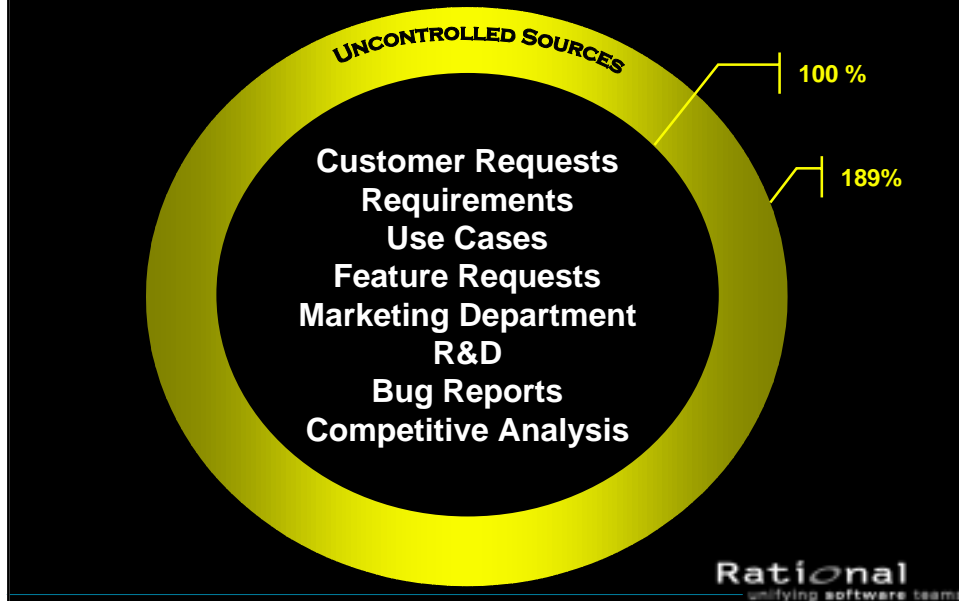 UNCONTROLLED SOURCES
100 %
189%
Customer Requests
Requirements
Use Cases
Feature Requests
Marketing Department
R&D
Bug Reports
Competitive Analysis
Rational
unifying software teams